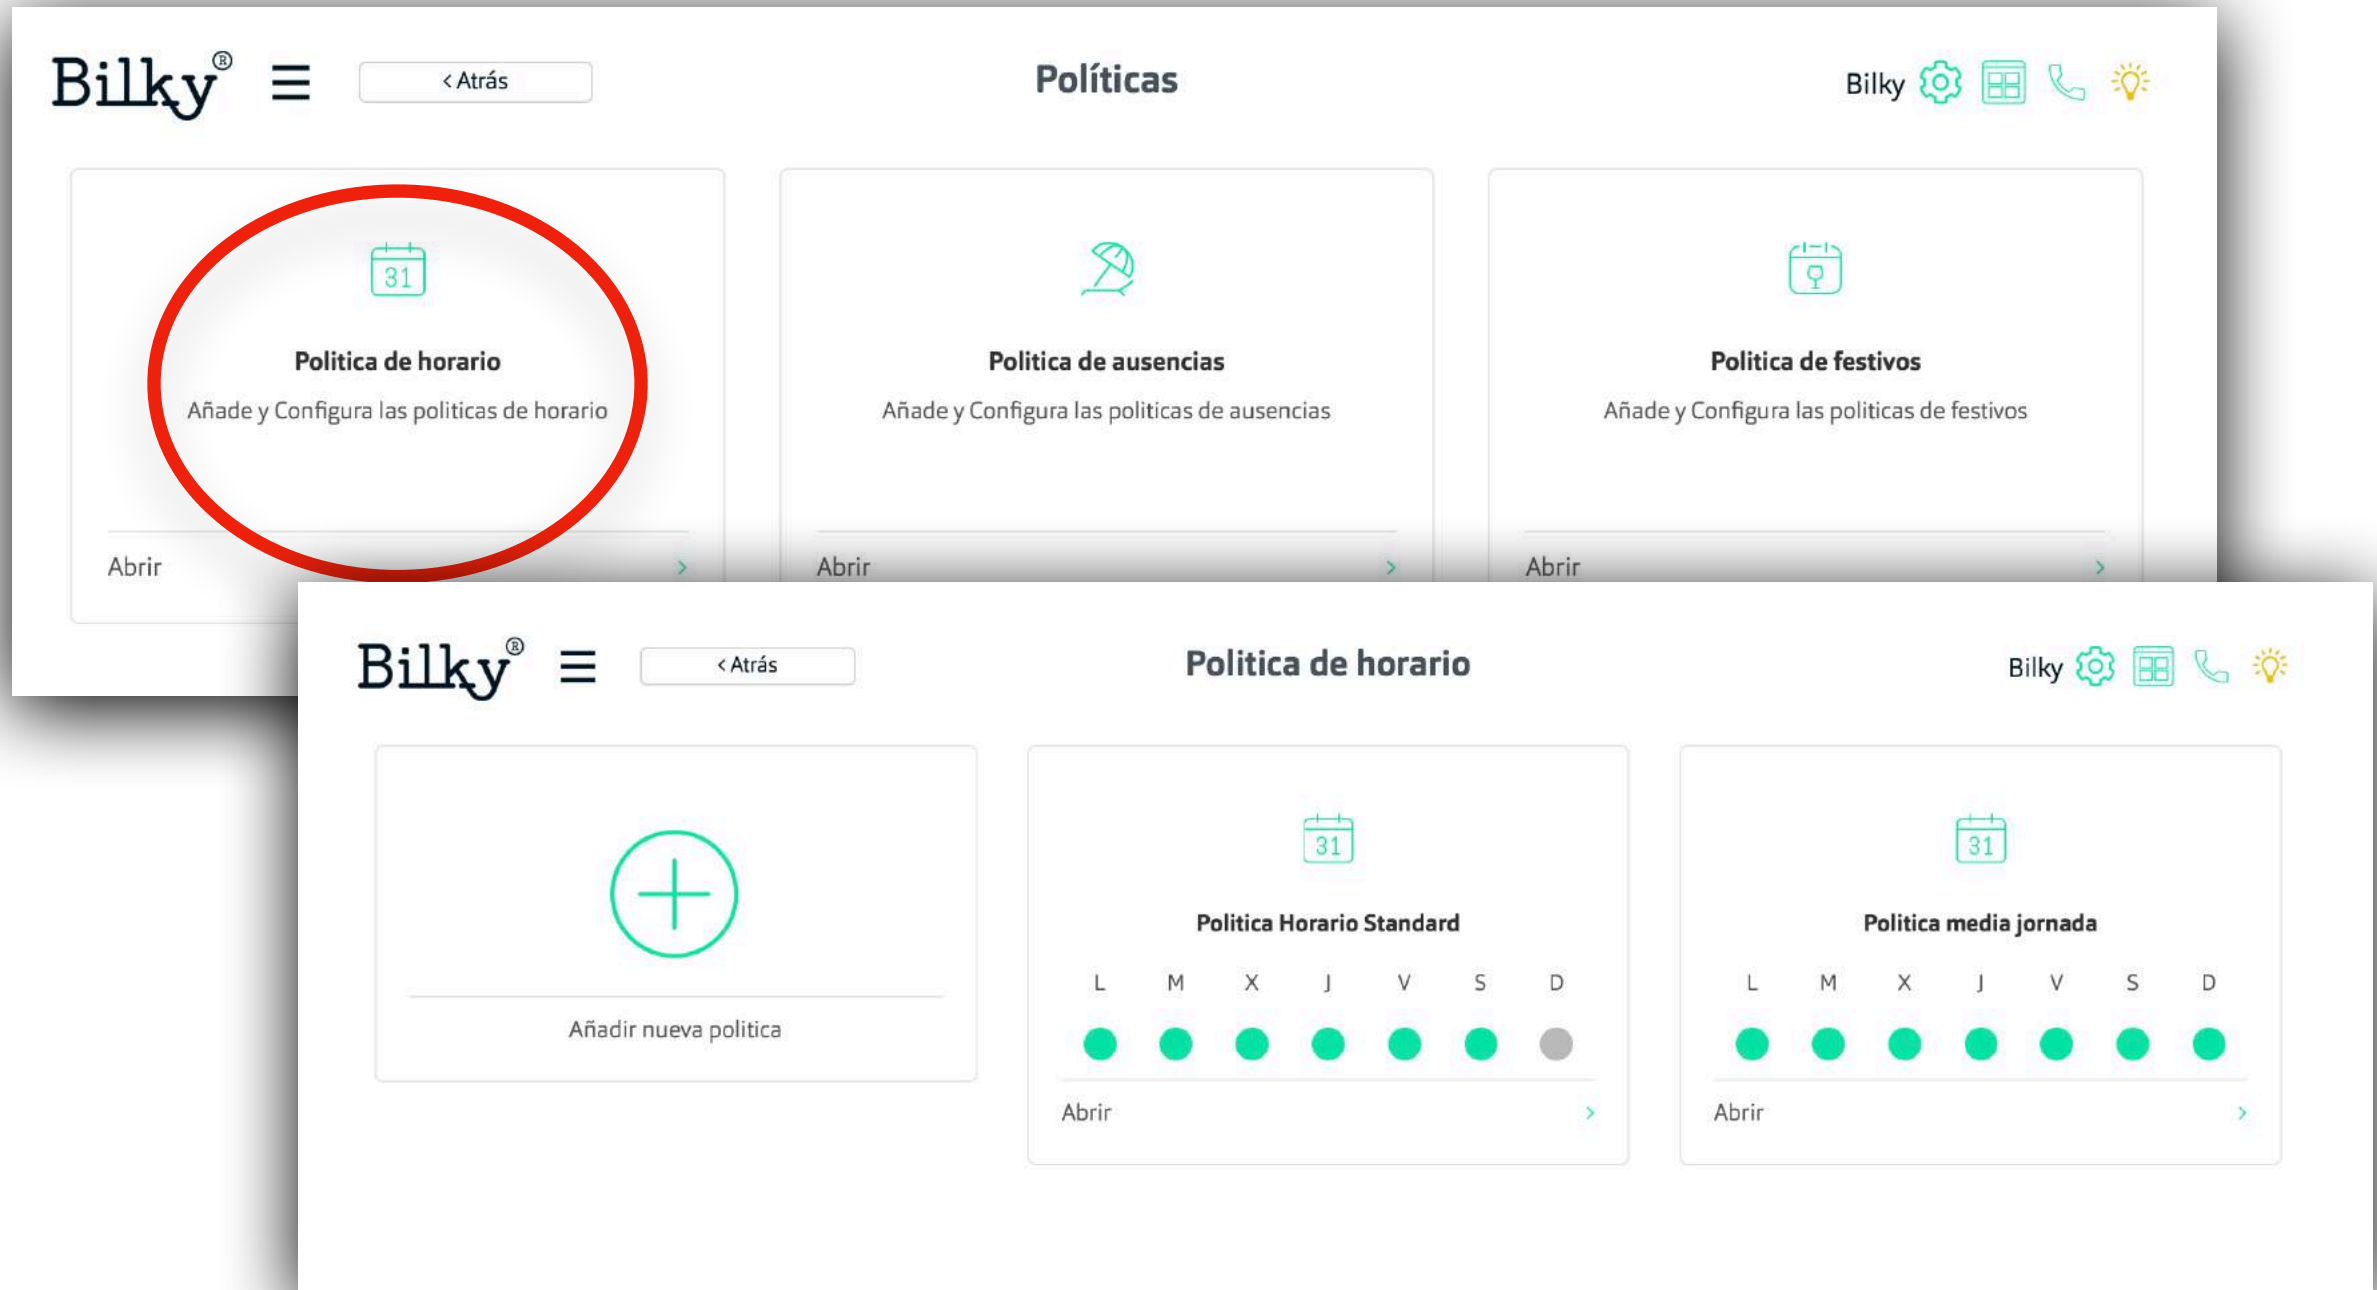 Bilky® < Atrás Políticas Bilky
31
Politica de horario
Añade y Configura las politicas de horario
Abrir >
Politica de ausencias
Añade y Configura las politicas de ausencias
Abrir >
Politica de festivos
Añade y Configura las politicas de festivos
Abrir >
Bilky® < Atrás Politica de horario Bilky
Añadir nueva politica
31
Politica Horario Standard
L M X J V S D
Abrir >
31
Politica media jornada
L M X J V S D
Abrir >